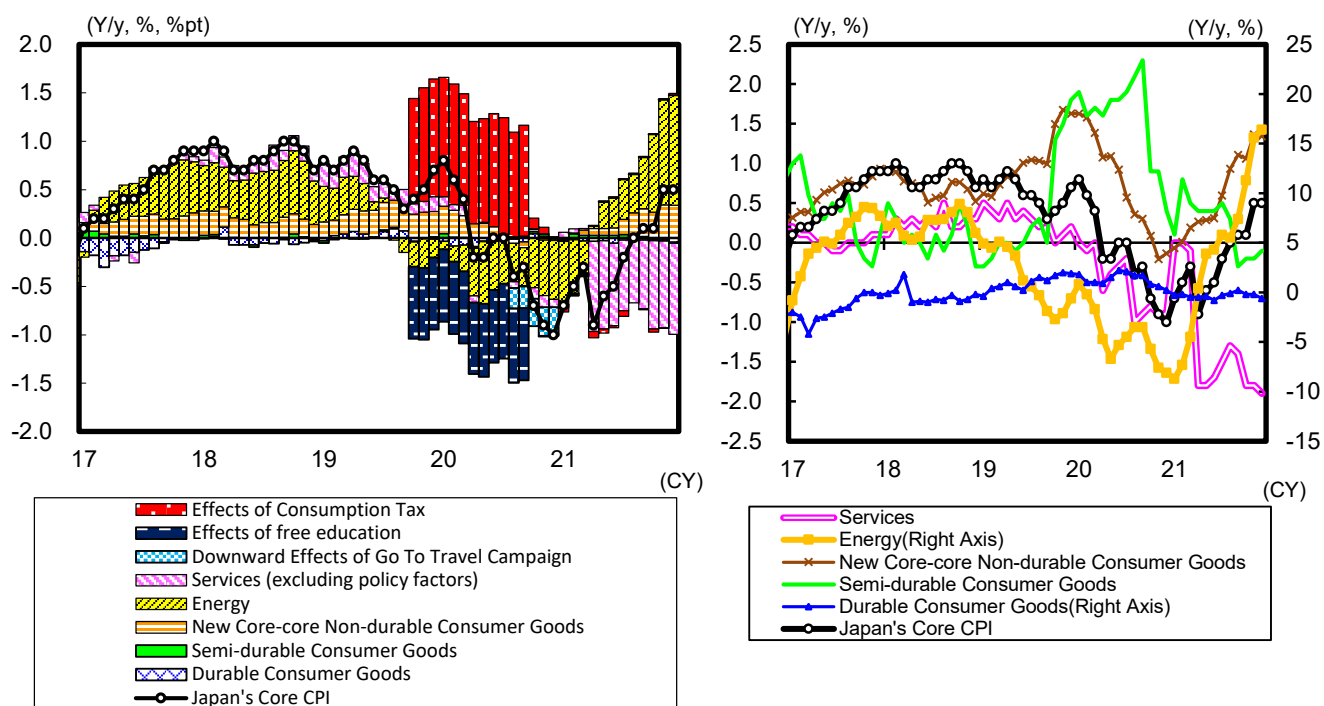 (Y/y, %, %pt)
2.0
1.5
1.0
0.5
0.0
-0.5
-1.0
-1.5
-2.0
17 18 19 20 21
(CY)
Effects of Consumption Tax
Effects of free education
Downward Effects of Go To Travel Campaign
Services (excluding policy factors)
Energy
New Core-core Non-durable Consumer Goods
Semi-durable Consumer Goods
Durable Consumer Goods
Japan's Core CPI
(Y/y, %)
(Y/y, %)
2.5
2.0
1.5
1.0
0.5
0.0
-0.5
-1.0
-1.5
-2.0
-2.5
25
20
15
10
5
0
-5
-10
-15
17 18 19 20 21
(CY)
Services
Energy(Right Axis)
New Core-core Non-durable Consumer Goods
Semi-durable Consumer Goods
Durable Consumer Goods(Right Axis)
Japan's Core CPI